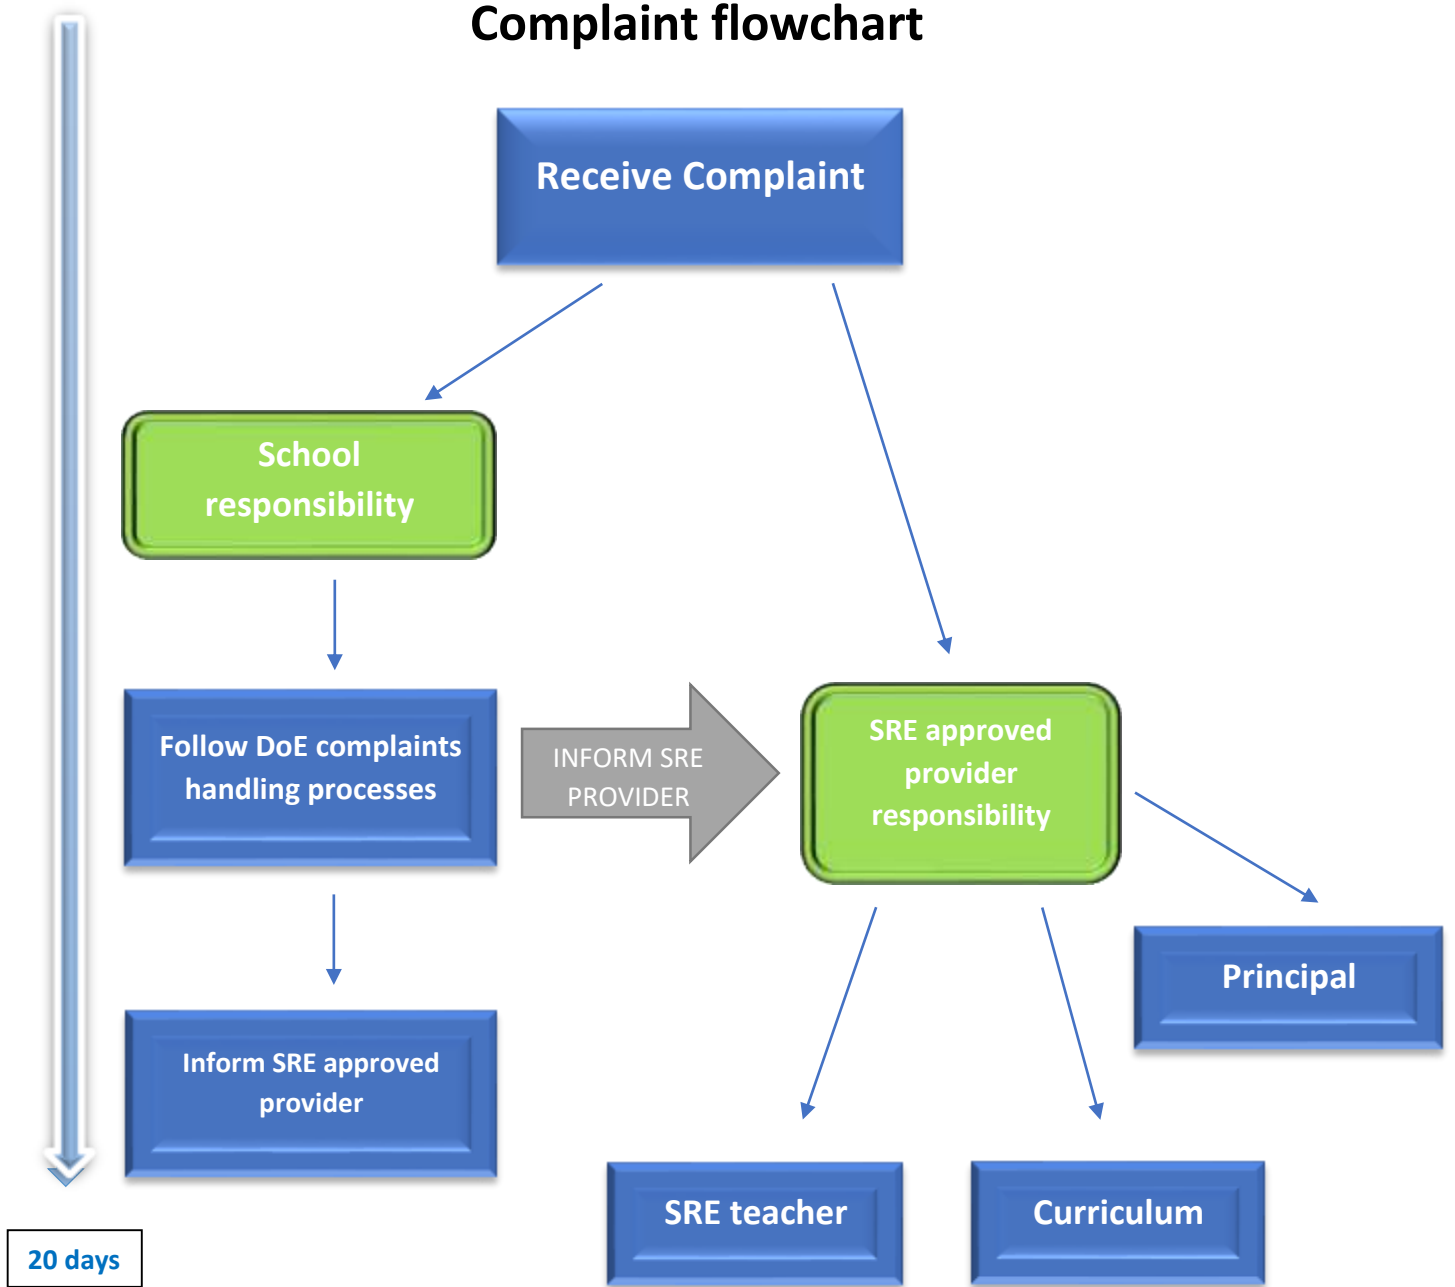 Complaint flowchart
Receive Complaint
School
responsibility
Follow DoE complaints
handling processes
INFORM SRE
PROVIDER
SRE approved
provider
responsibility
Principal
Inform SRE approved
provider
SRE teacher
Curriculum
20 days